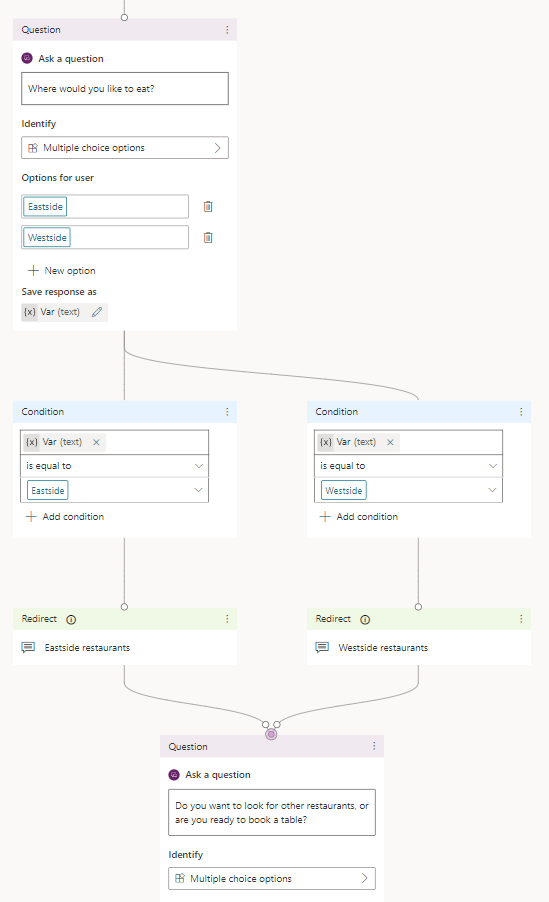 Question
Ask a question
Where would you like to eat?
Identify
Multiple choice options
Options for user
Eastside
Westside
New option
Save response as
{x} Var (text)
Condition
{x} Var (text)
is equal to
Eastside
Add condition
Condition
{x} Var (text)
is equal to
Westside
Add condition
Redirect
Eastside restaurants
Redirect
Westside restaurants
Question
Ask a question
Do you want to look for other restaurants, or
are you ready to book a table?
Identify
Multiple choice options